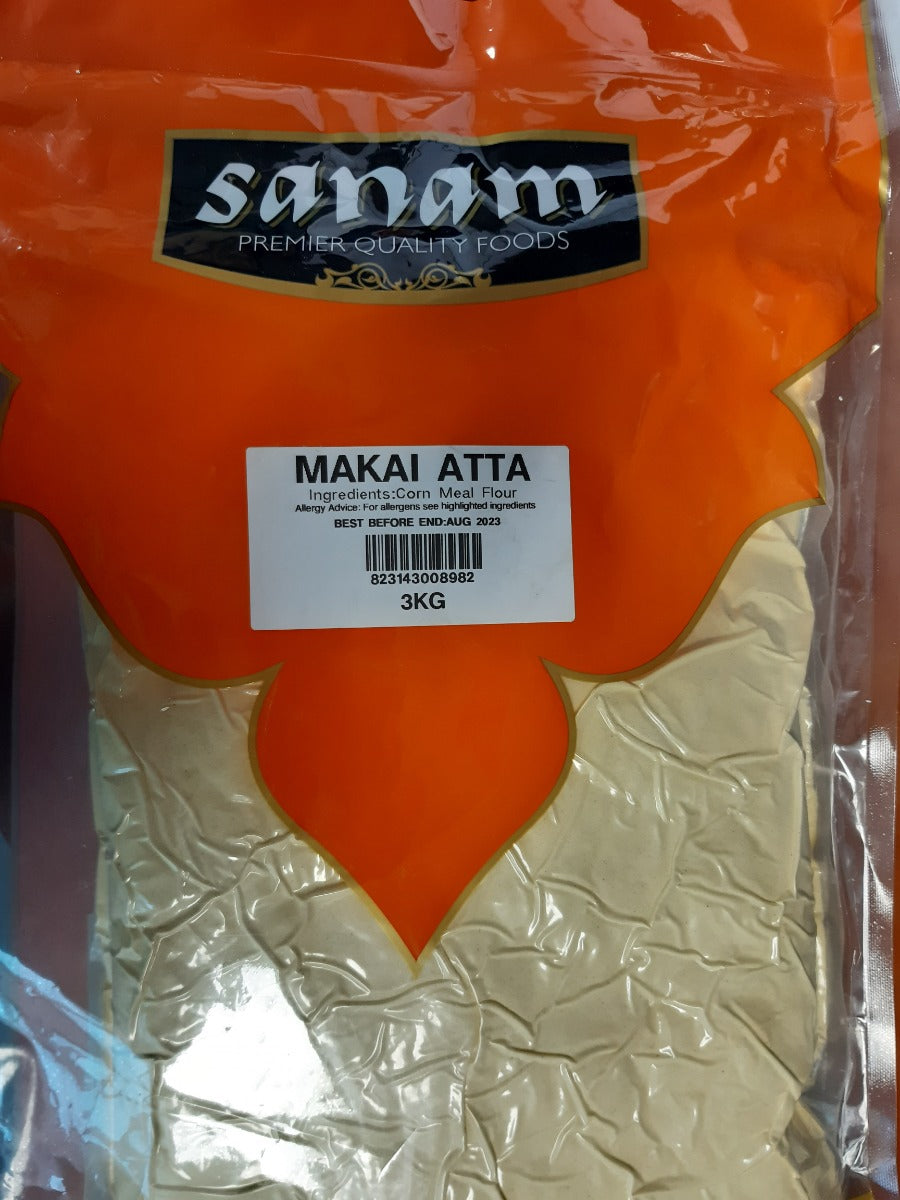 sanam
PREMIER QUALITY FOODS
MAKAI ATTA
Ingredients:Corn Meal Flour
Allergy Advice: For allergens see highlighted ingredients
BEST BEFORE END:AUG 2023
823143008982
3KG